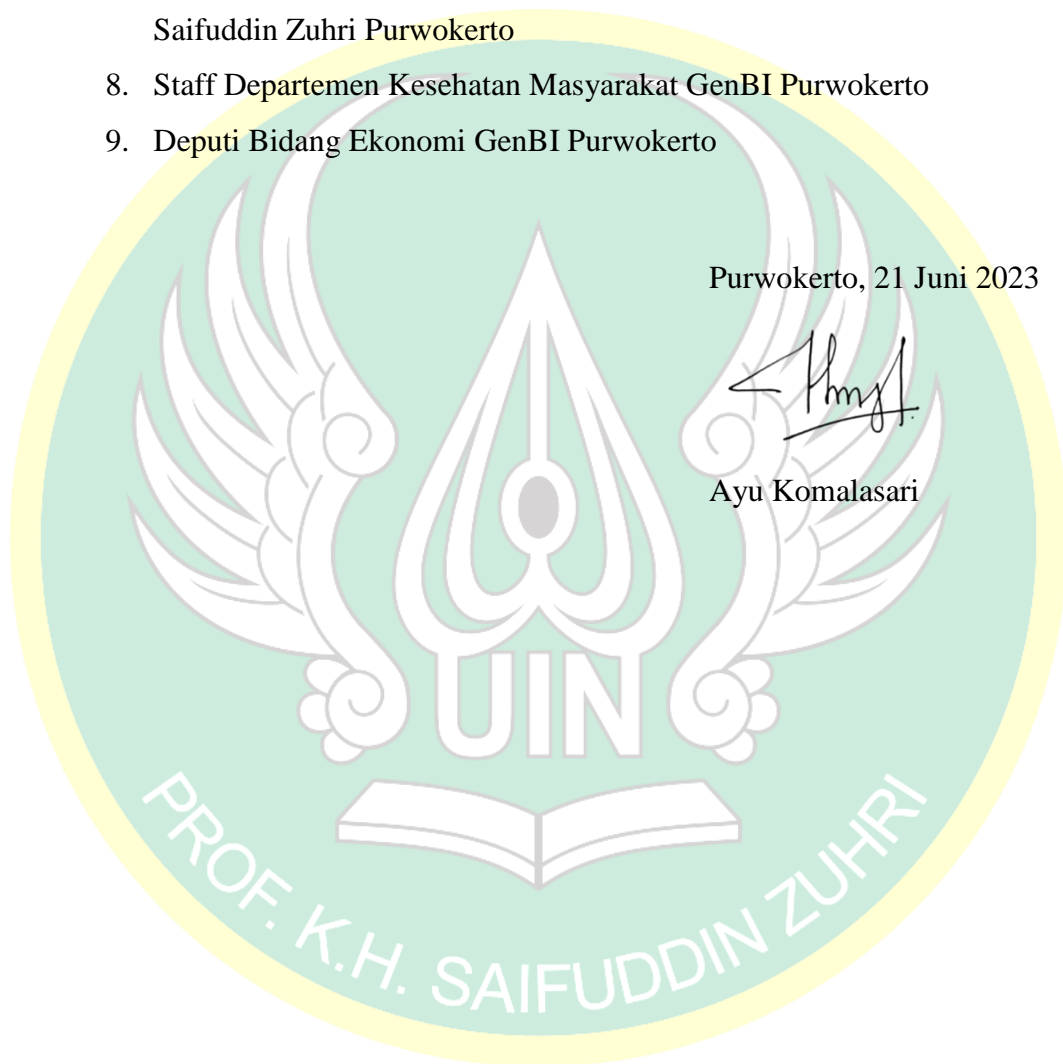 Saifuddin Zuhri Purwokerto
8. Staff Departemen Kesehatan Masyarakat GenBI Purwokerto
9. Deputi Bidang Ekonomi GenBI Purwokerto
Purwokerto, 21 Juni 2023
Ayu Komalasari
UIN
PROF. K.H. SAIFUDDIN ZUHRI